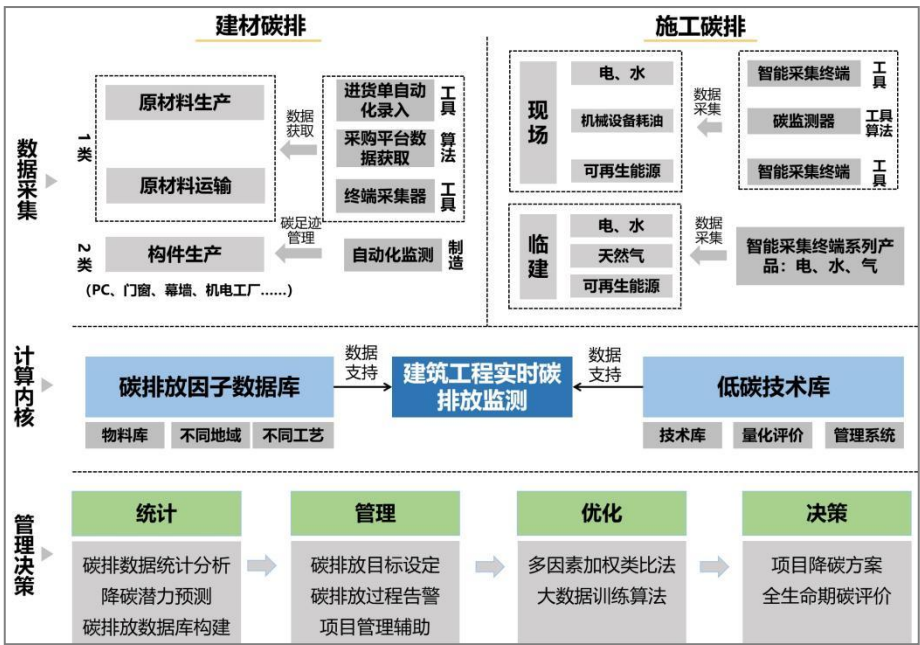 建材碳排
施工碳排
数据采集
1类
原材料生产
原材料运输
数据
获取
进货单自动
化录入
工具
采购平台数
据获取
算法
终端采集器
工具
2类
构件生产
碳足迹
管理
自动化监测
制造
（PC、门窗、幕墙、机电工厂……）
现场
电、水
机械设备耗油
可再生能源
数据
采集
智能采集终端
工具
碳监测器
工具
算法
智能采集终端
工具
临建
电、水
天然气
可再生能源
数据
采集
智能采集终端系列产
品：电、水、气
计算内核
碳排放因子数据库
物料库
不同地域
不同工艺
数据
支持
建筑工程实时碳
排放监测
数据
支持
低碳技术库
技术库
量化评价
管理系统
管理决策
统计
碳排数据统计分析
降碳潜力预测
碳排放数据库构建
管理
碳排放目标设定
碳排放过程告警
项目管理辅助
优化
多因素加权类比法
大数据训练算法
决策
项目降碳方案
全生命期碳评价